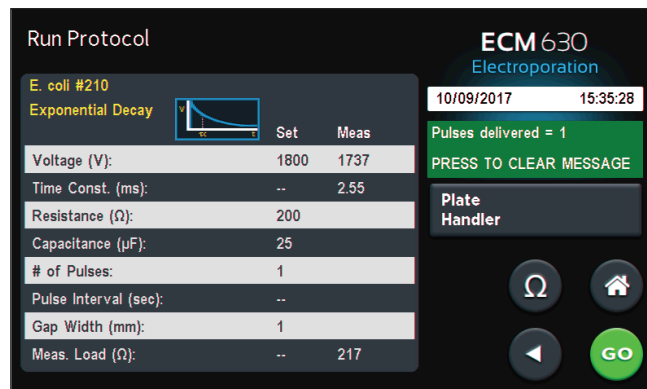 Run Protocol
E. coli #210
Exponential Decay
V
τc
t
Set Meas
Voltage (V): 1800 1737
Time Const. (ms): -- 2.55
Resistance (Ω): 200
Capacitance (µF): 25
# of Pulses: 1
Pulse Interval (sec): --
Gap Width (mm): 1
Meas. Load (Ω): -- 217
ECM 630
Electroporation
10/09/2017 15:35:28
Pulses delivered = 1
PRESS TO CLEAR MESSAGE
Plate
Handler
Ω
GO